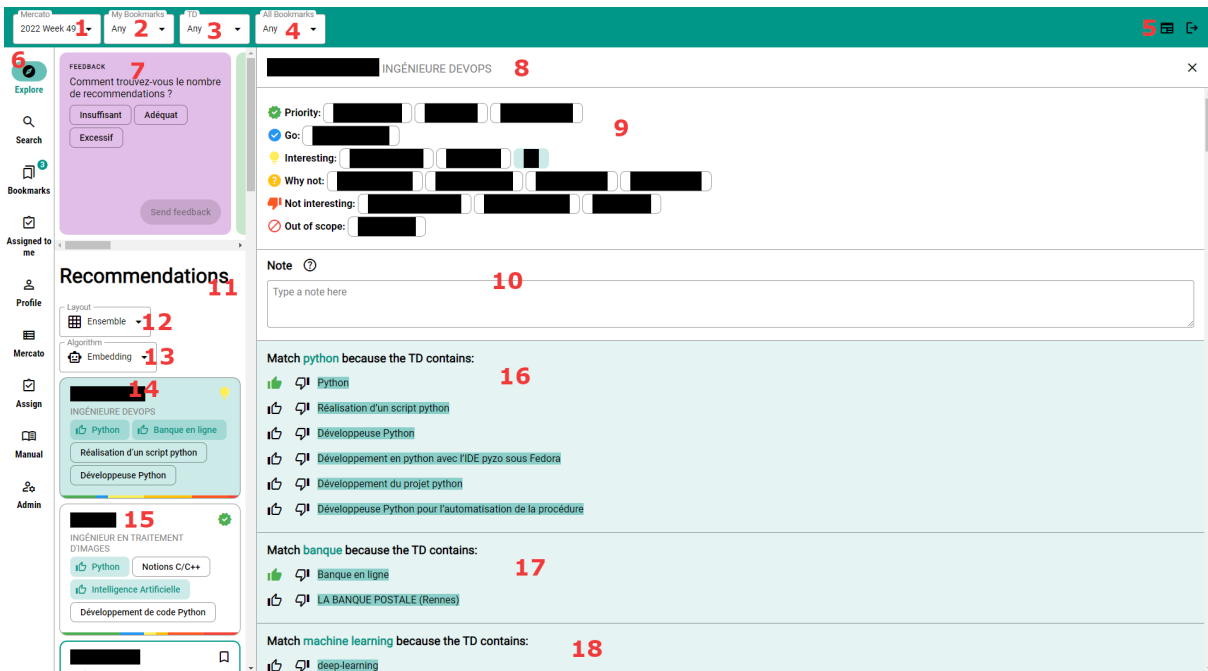 Mercato My Bookmarks TD All Bookmarks
2022 Week 49 1 Any 2 Any 3 Any 4 5
6
Explore
Search
3
Bookmarks
Assigned to
me
Profile
Mercato
Assign
Manual
Admin
FEEDBACK 7
Comment trouvez-vous le nombre
de recommendations ?
Insuffisant Adéquat
Excessif
Send feedback
Recommendations
11
Layout
Ensemble 12
Algorithm
Embedding 13
14
INGÉNIEURE DEVOPS
Python Banque en ligne
Réalisation d'un script python
Développeuse Python
15
INGÉNIEUR EN TRAITEMENT
D'IMAGES
Python Notions C/C++
Intelligence Artificielle
Développement de code Python
INGÉNIEURE DEVOPS 8
Priority:
9
Go:
Interesting:
Why not:
Not interesting:
Out of scope:
Note
10
Type a note here
Match python because the TD contains:
16
Python
Réalisation d'un script python
Développeuse Python
Développement en python avec l'IDE pyzo sous Fedora
Développement du projet python
Développeuse Python pour l'automatisation de la procédure
Match banque because the TD contains:
17
Banque en ligne
LA BANQUE POSTALE (Rennes)
Match machine learning because the TD contains:
18
deep-learning